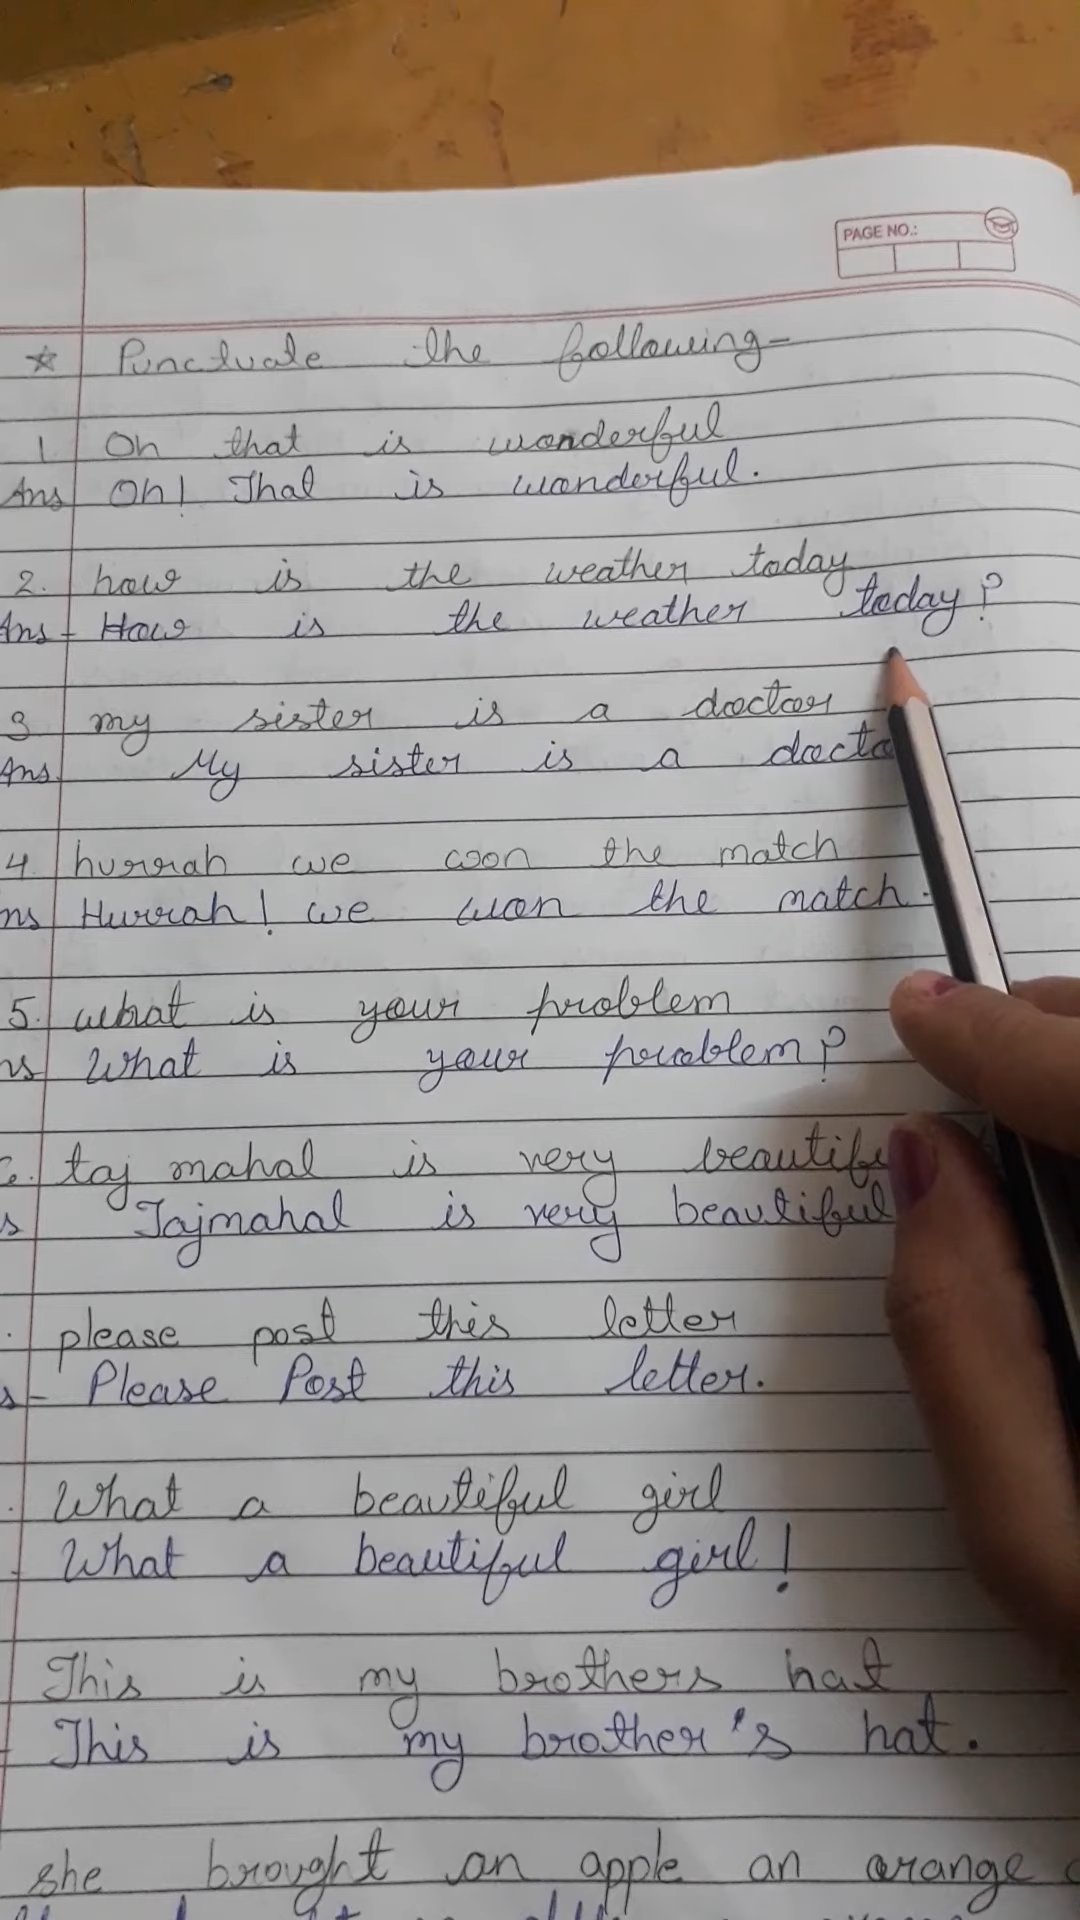 PAGE NO.:
☆ Punctuate the following-
1. Oh that is wonderful
Ans Oh! That is wonderful.
2. how is the weather today
Ans - How is the weather today?
3 my sister is a doctor
Ans. My sister is a
4 hurrah we won the match
ns Hurrah! we won the match.
5. what is your problem
ns What is your problem?
taj mahal is very
s Tajmahal is very beautiful
. please post this letter
s - Please Post this letter.
. What a beautiful girl
- What a beautiful girl!
This is my brothers hat
- This is my brother's hat.
she brought an apple an orange